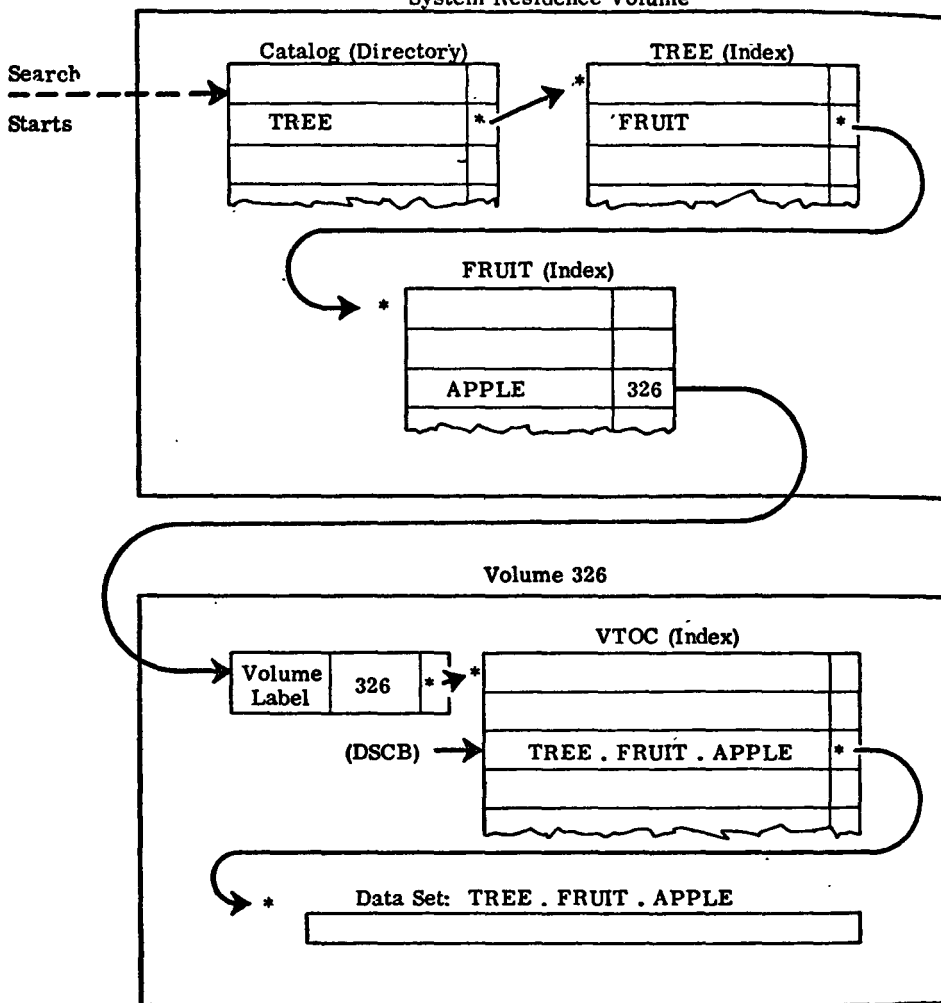 System Residence Volume
Catalog (Directory)
TREE (Index)
Search
Starts
TREE *
*
FRUIT *
FRUIT (Index)
*
APPLE 326
Volume 326
VTOC (Index)
Volume
Label
326 *
*
(DSCB)
TREE . FRUIT . APPLE *
*
Data Set: TREE . FRUIT . APPLE